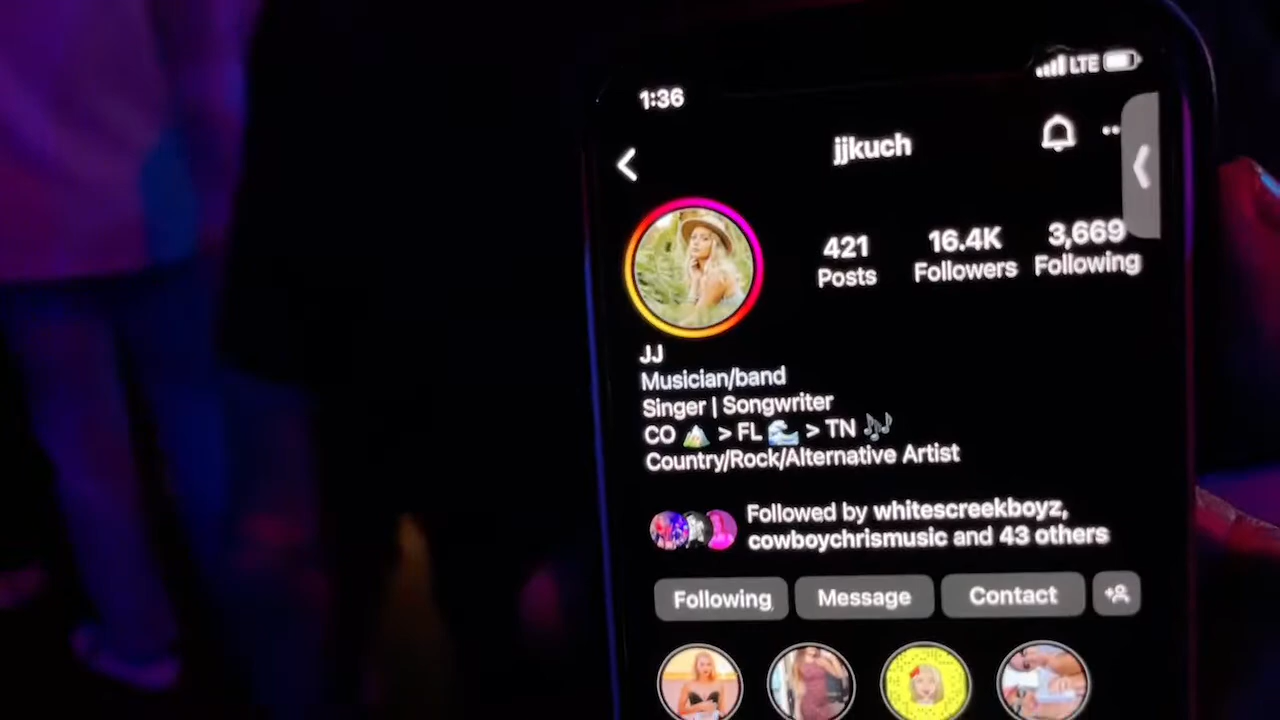 1:36
LTE
jjkuch
421
Posts
16.4K
Followers
3,669
Following
JJ
Musician/band
Singer | Songwriter
CO 🏔️ > FL 🌊 > TN 🎶
Country/Rock/Alternative Artist
Followed by whitescreekboyz,
cowboychrismusic and 43 others
Following
Message
Contact